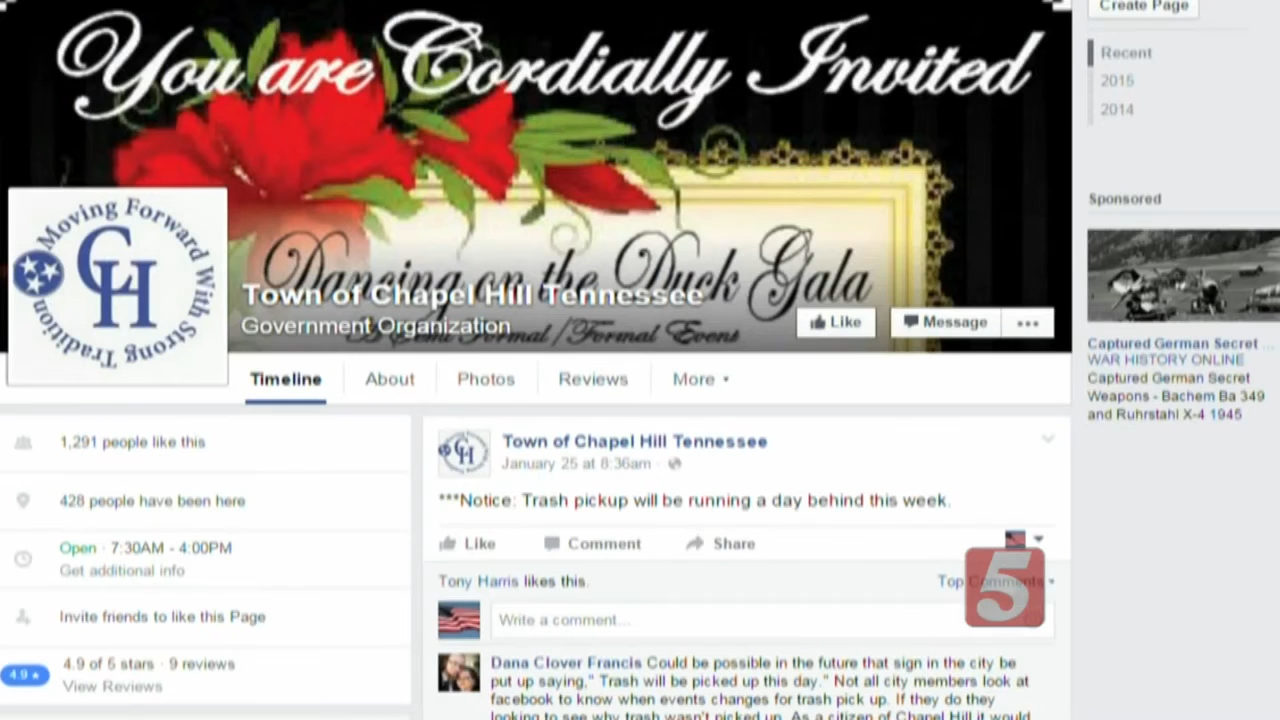 You are Cordially Invited
Dancing on the Duck Gala
Town of Chapel Hill Tennessee
Government Organization
Formal / Formal Event
Moving Forward With Strong Tradition
CH
Like
Message
Timeline
About
Photos
Reviews
More
1,291 people like this
428 people have been here
Open · 7:30AM - 4:00PM
Get additional info
Invite friends to like this Page
4.9 ★
4.9 of 5 stars · 9 reviews
View Reviews
CH
Town of Chapel Hill Tennessee
January 25 at 8:36am ·
***Notice: Trash pickup will be running a day behind this week.
Like
Comment
Share
Tony Harris likes this.
Top Comments
Write a comment...
Dana Clover Francis Could be possible in the future that sign in the city be
put up saying," Trash will be picked up this day." Not all city members look at
facebook to know when events changes for trash pick up. If they do they
looking to see why trash wasn't picked up. As a citizen of Chapel Hill it would
5
Create Page
Recent
2015
2014
Sponsored
Captured German Secret ...
WAR HISTORY ONLINE
Captured German Secret
Weapons - Bachem Ba 349
and Ruhrstahl X-4 1945